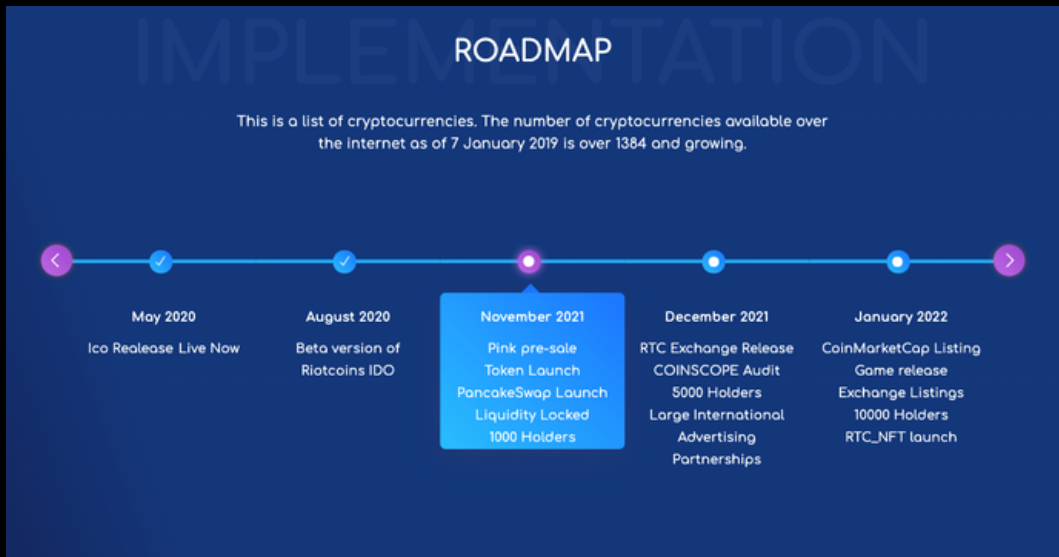 IMPLEMENTATION
ROADMAP
This is a list of cryptocurrencies. The number of cryptocurrencies available over
the internet as of 7 January 2019 is over 1384 and growing.
May 2020
Ico Realease Live Now
August 2020
Beta version of
Riotcoins IDO
November 2021
Pink pre-sale
Token Launch
PancakeSwap Launch
Liquidity Locked
1000 Holders
December 2021
RTC Exchange Release
COINSCOPE Audit
5000 Holders
Large International
Advertising
Partnerships
January 2022
CoinMarketCap Listing
Game release
Exchange Listings
10000 Holders
RTC_NFT launch